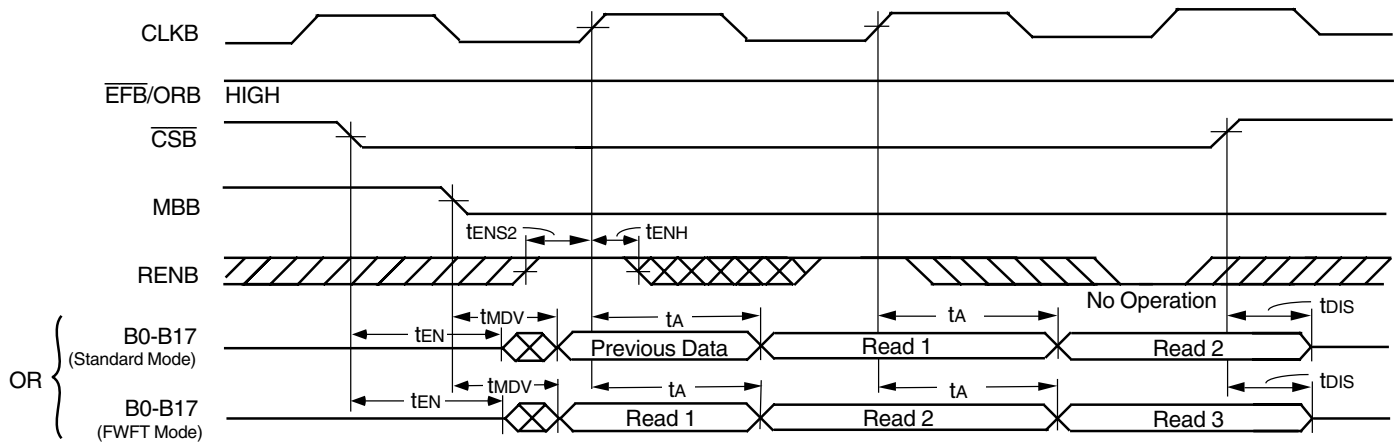 CLKB
EFB/ORB HIGH
CSB
MBB
tENS2 tENH
RENB
No Operation
tMDV tA tA tDIS
B0-B17 tEN
(Standard Mode) Previous Data Read 1 Read 2
OR
tMDV tA tA tDIS
B0-B17 tEN
(FWFT Mode) Read 1 Read 2 Read 3